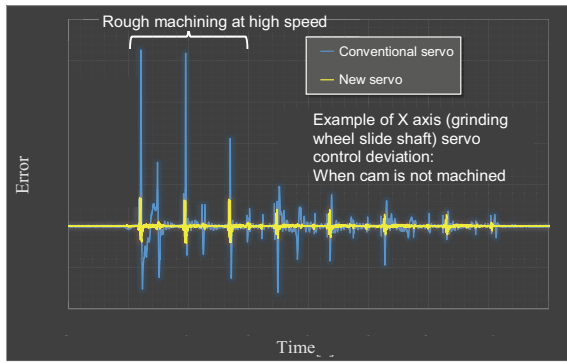 Rough machining at high speed
Conventional servo
New servo
Example of X axis (grinding
wheel slide shaft) servo
control deviation:
When cam is not machined
Error
Time